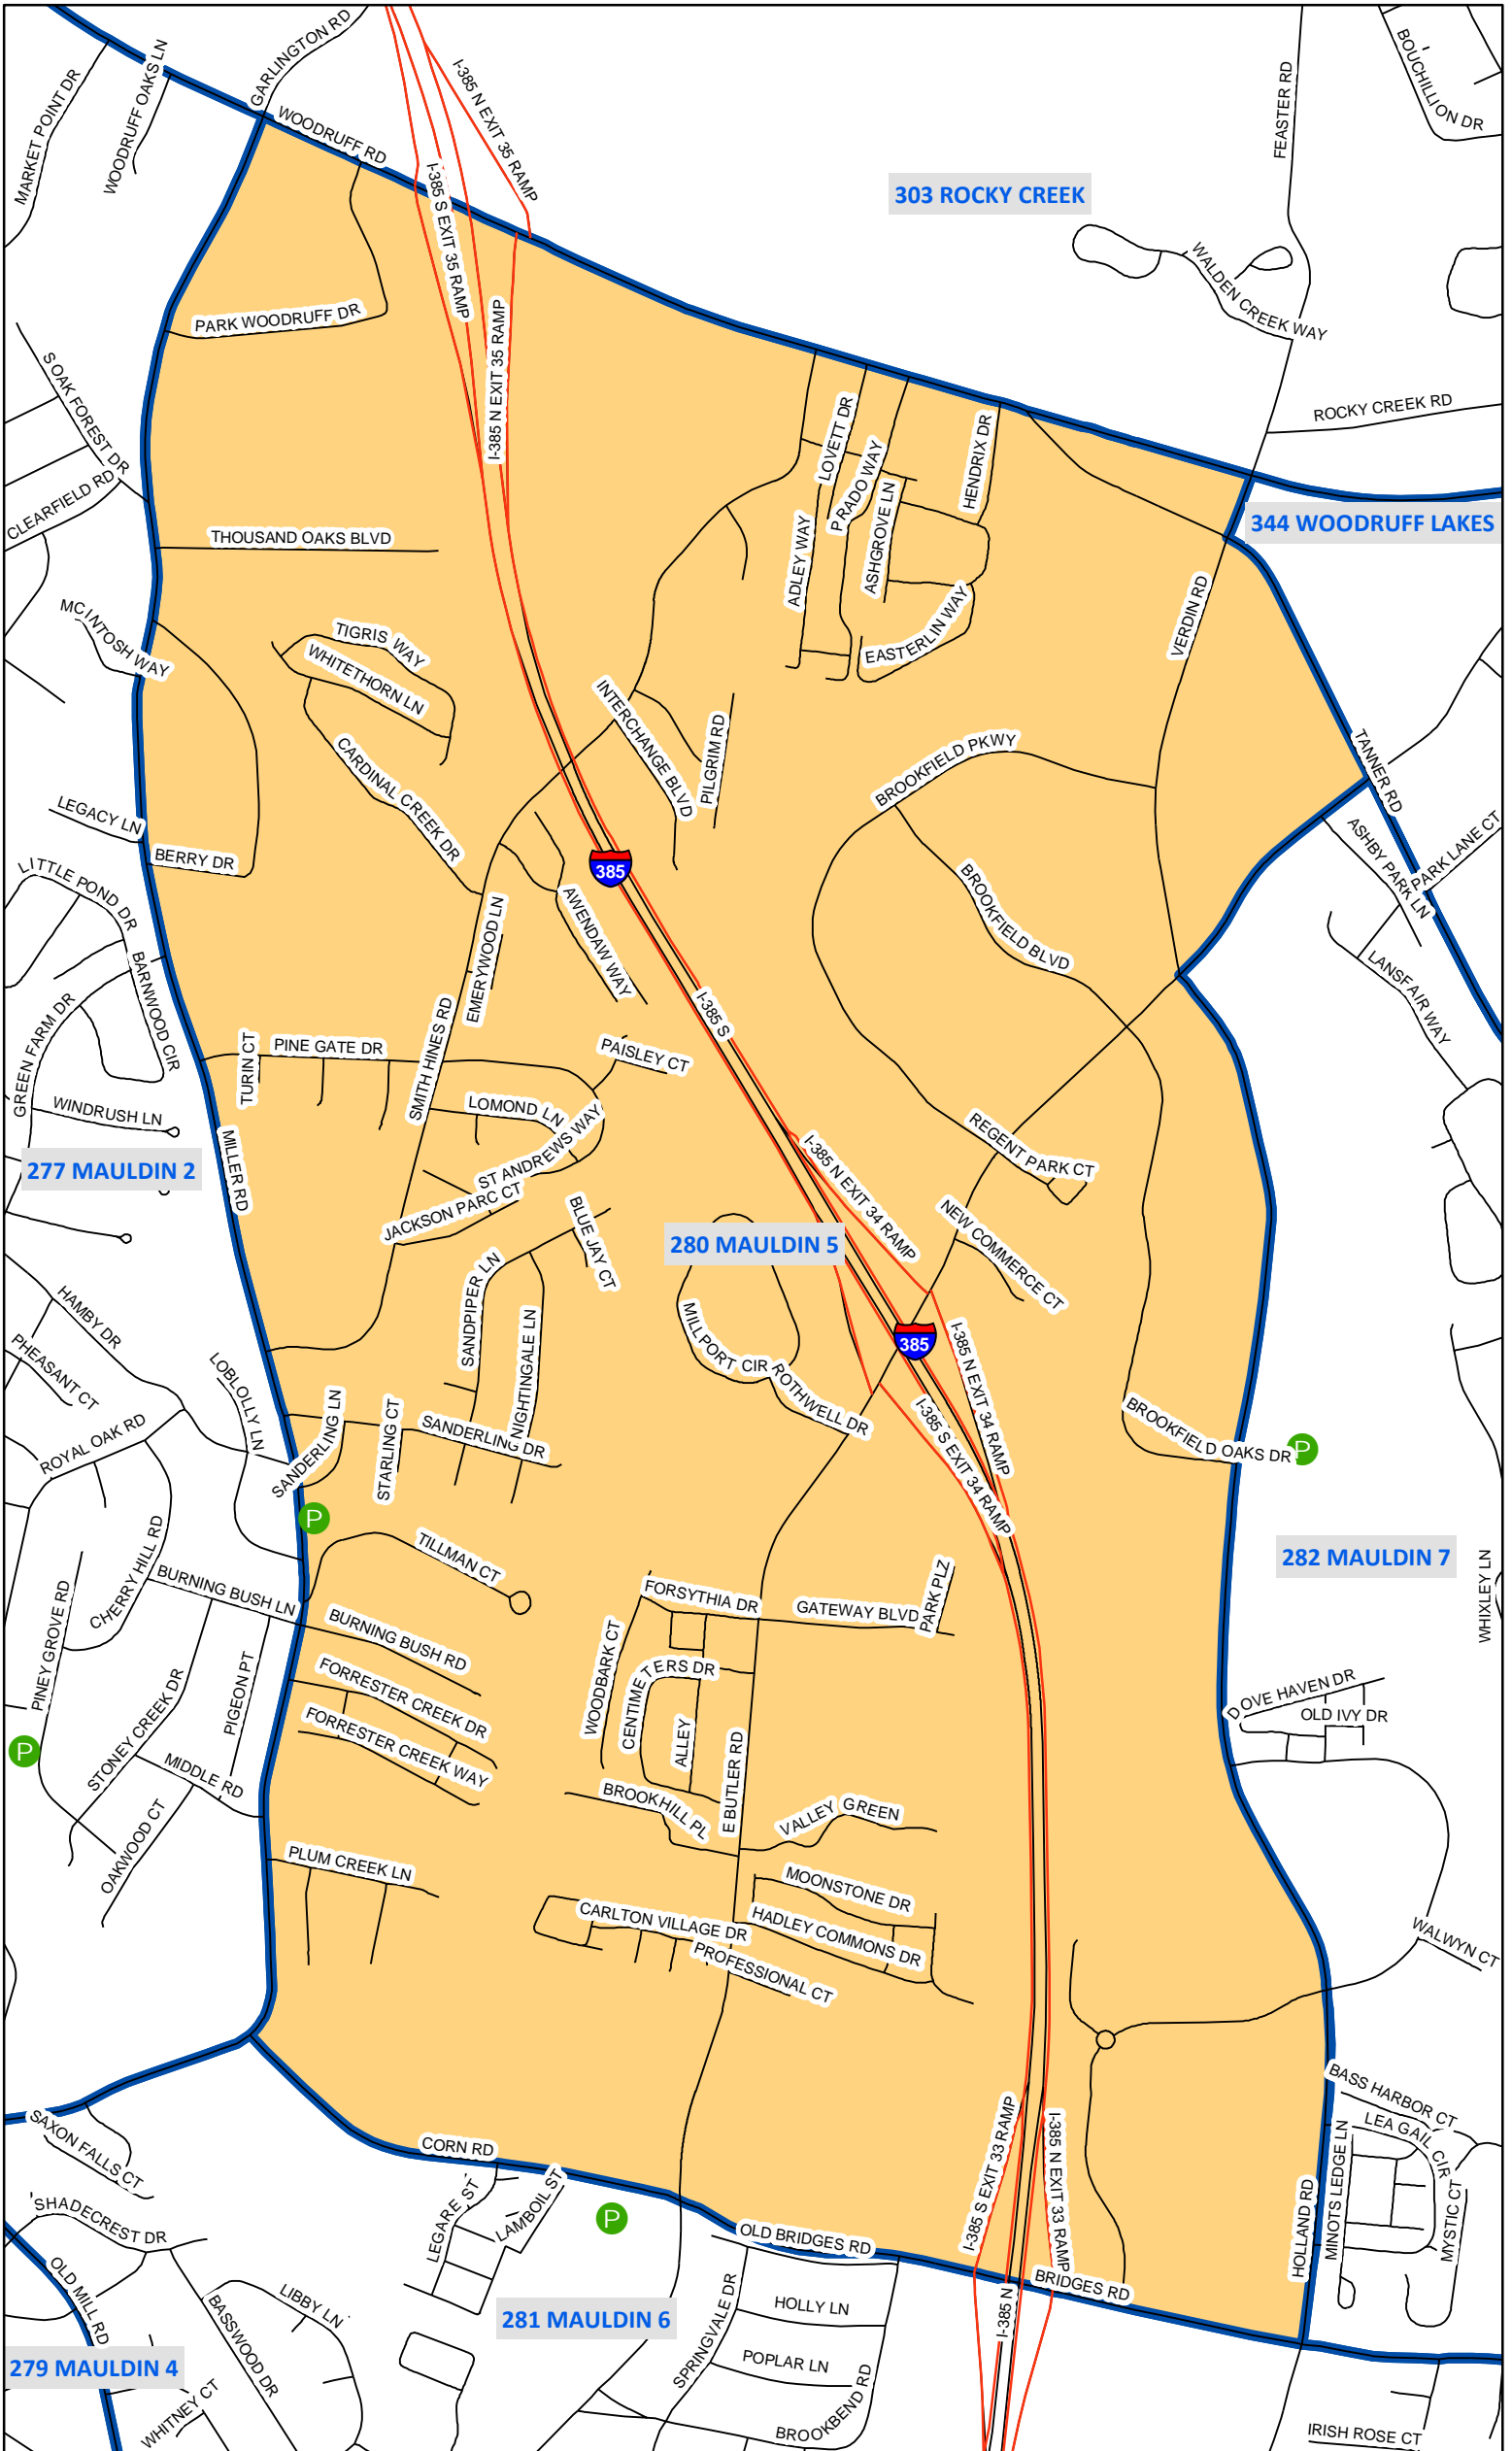 GARLINGTON RD
MARKET POINT DR
WOODRUFF OAKS LN
WOODRUFF RD
I-385 N EXIT 35 RAMP
I-385 S EXIT 35 RAMP
I-385 N EXIT 35 RAMP
303 ROCKY CREEK
FEASTER RD
BOUCHILLION DR
WALDEN CREEK WAY
ROCKY CREEK RD
344 WOODRUFF LAKES
PARK WOODRUFF DR
S OAK FOREST DR
CLEARFIELD RD
THOUSAND OAKS BLVD
MC INTOSH WAY
TIGRIS WAY
WHITETHORN LN
CARDINAL CREEK DR
LOVETT DR
PRADO WAY
ADLEY WAY
ASHGROVE LN
HENDRIX DR
EASTERLIN WAY
VERDIN RD
INTERCHANGE BLVD
PILGRIM RD
BROOKFIELD PKWY
TANNER RD
ASHBY PARK LN
PARK LANE CT
LEGACY LN
BERRY DR
LITTLE POND DR
BARNWOOD CIR
GREEN FARM DR
385
AWENDAW WAY
EMERYWOOD LN
BROOKFIELD BLVD
LANSFAIR WAY
I-385 S
SMITH HINES RD
TURIN CT
PINE GATE DR
PAISLEY CT
WINDRUSH LN
LOMOND LN
ST ANDREWS WAY
JACKSON PARC CT
277 MAULDIN 2
MILLER RD
I-385 N EXIT 34 RAMP
REGENT PARK CT
NEW COMMERCE CT
BLUE JAY CT
280 MAULDIN 5
SANDPIPER LN
NIGHTINGALE LN
HAMBY DR
PHEASANT CT
LOBLOLLY LN
ROYAL OAK RD
MILLPORT CIR
ROTHWELL DR
385
I-385 N EXIT 34 RAMP
I-385 S EXIT 34 RAMP
SANDERLING LN
STARLING CT
SANDERLING DR
BROOKFIELD OAKS DR
P
P
TILLMAN CT
CHERRY HILL RD
BURNING BUSH LN
BURNING BUSH RD
282 MAULDIN 7
WHIXLEY LN
PINEY GROVE RD
FORSYTHIA DR
GATEWAY BLVD
PARK PLZ
WOODBARK CT
CENTIMETERS DR
ALLEY
E BUTLER RD
FORRESTER CREEK DR
FORRESTER CREEK WAY
PIGEON PT
STONEY CREEK DR
MIDDLE RD
OAKWOOD CT
P
DOVE HAVEN DR
OLD IVY DR
BROOKHILL PL
VALLEY GREEN
PLUM CREEK LN
MOONSTONE DR
CARLTON VILLAGE DR
HADLEY COMMONS DR
PROFESSIONAL CT
WALWYN CT
BASS HARBOR CT
LEA GAIL CIR
MINOTS LEDGE LN
MYSTIC CT
HOLLAND RD
SAXON FALLS CT
SHADECREST DR
CORN RD
LEGARE ST
LAMBOIL ST
P
OLD BRIDGES RD
I-385 S EXIT 33 RAMP
I-385 N EXIT 33 RAMP
BRIDGES RD
I-385 N
OLD MILL RD
BASSWOOD DR
LIBBY LN
281 MAULDIN 6
279 MAULDIN 4
WHITNEY CT
SPRINGVALE DR
HOLLY LN
POPLAR LN
BROOKBEND RD
IRISH ROSE CT